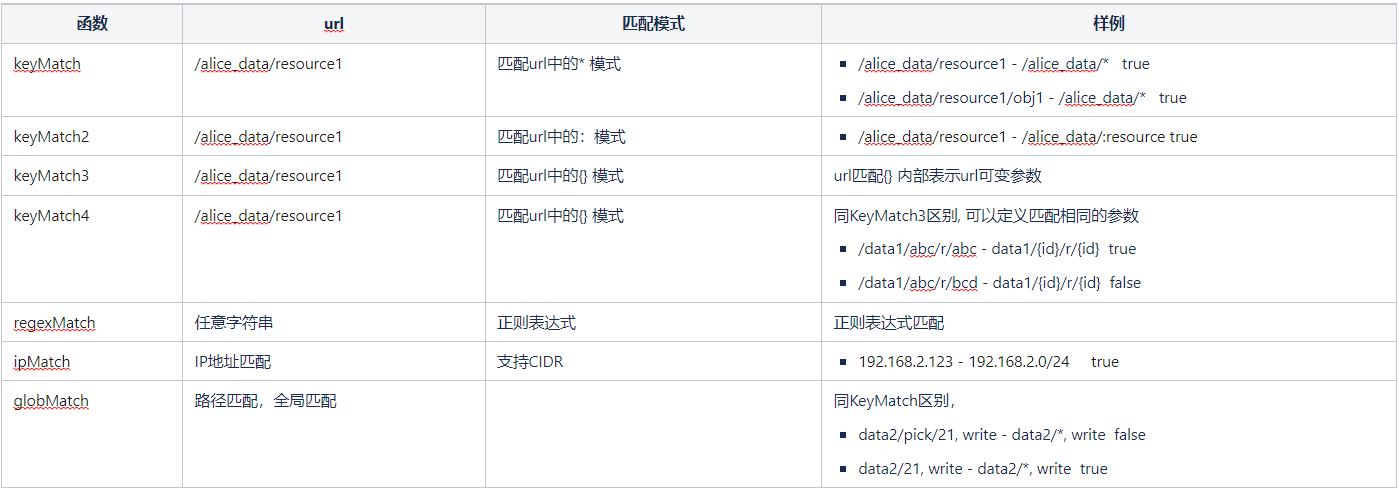 函数 url 匹配模式 样例
keyMatch /alice_data/resource1 匹配url中的* 模式 ▪ /alice_data/resource1 - /alice_data/* true
▪ /alice_data/resource1/obj1 - /alice_data/* true
keyMatch2 /alice_data/resource1 匹配url中的：模式 ▪ /alice_data/resource1 - /alice_data/:resource true
keyMatch3 /alice_data/resource1 匹配url中的{} 模式 url匹配{} 内部表示url可变参数
keyMatch4 /alice_data/resource1 匹配url中的{} 模式 同KeyMatch3区别, 可以定义匹配相同的参数
▪ /data1/abc/r/abc - data1/{id}/r/{id} true
▪ /data1/abc/r/bcd - data1/{id}/r/{id} false
regexMatch 任意字符串 正则表达式 正则表达式匹配
ipMatch IP地址匹配 支持CIDR ▪ 192.168.2.123 - 192.168.2.0/24 true
globMatch 路径匹配，全局匹配 同KeyMatch区别，
▪ data2/pick/21, write - data2/*, write false
▪ data2/21, write - data2/*, write true